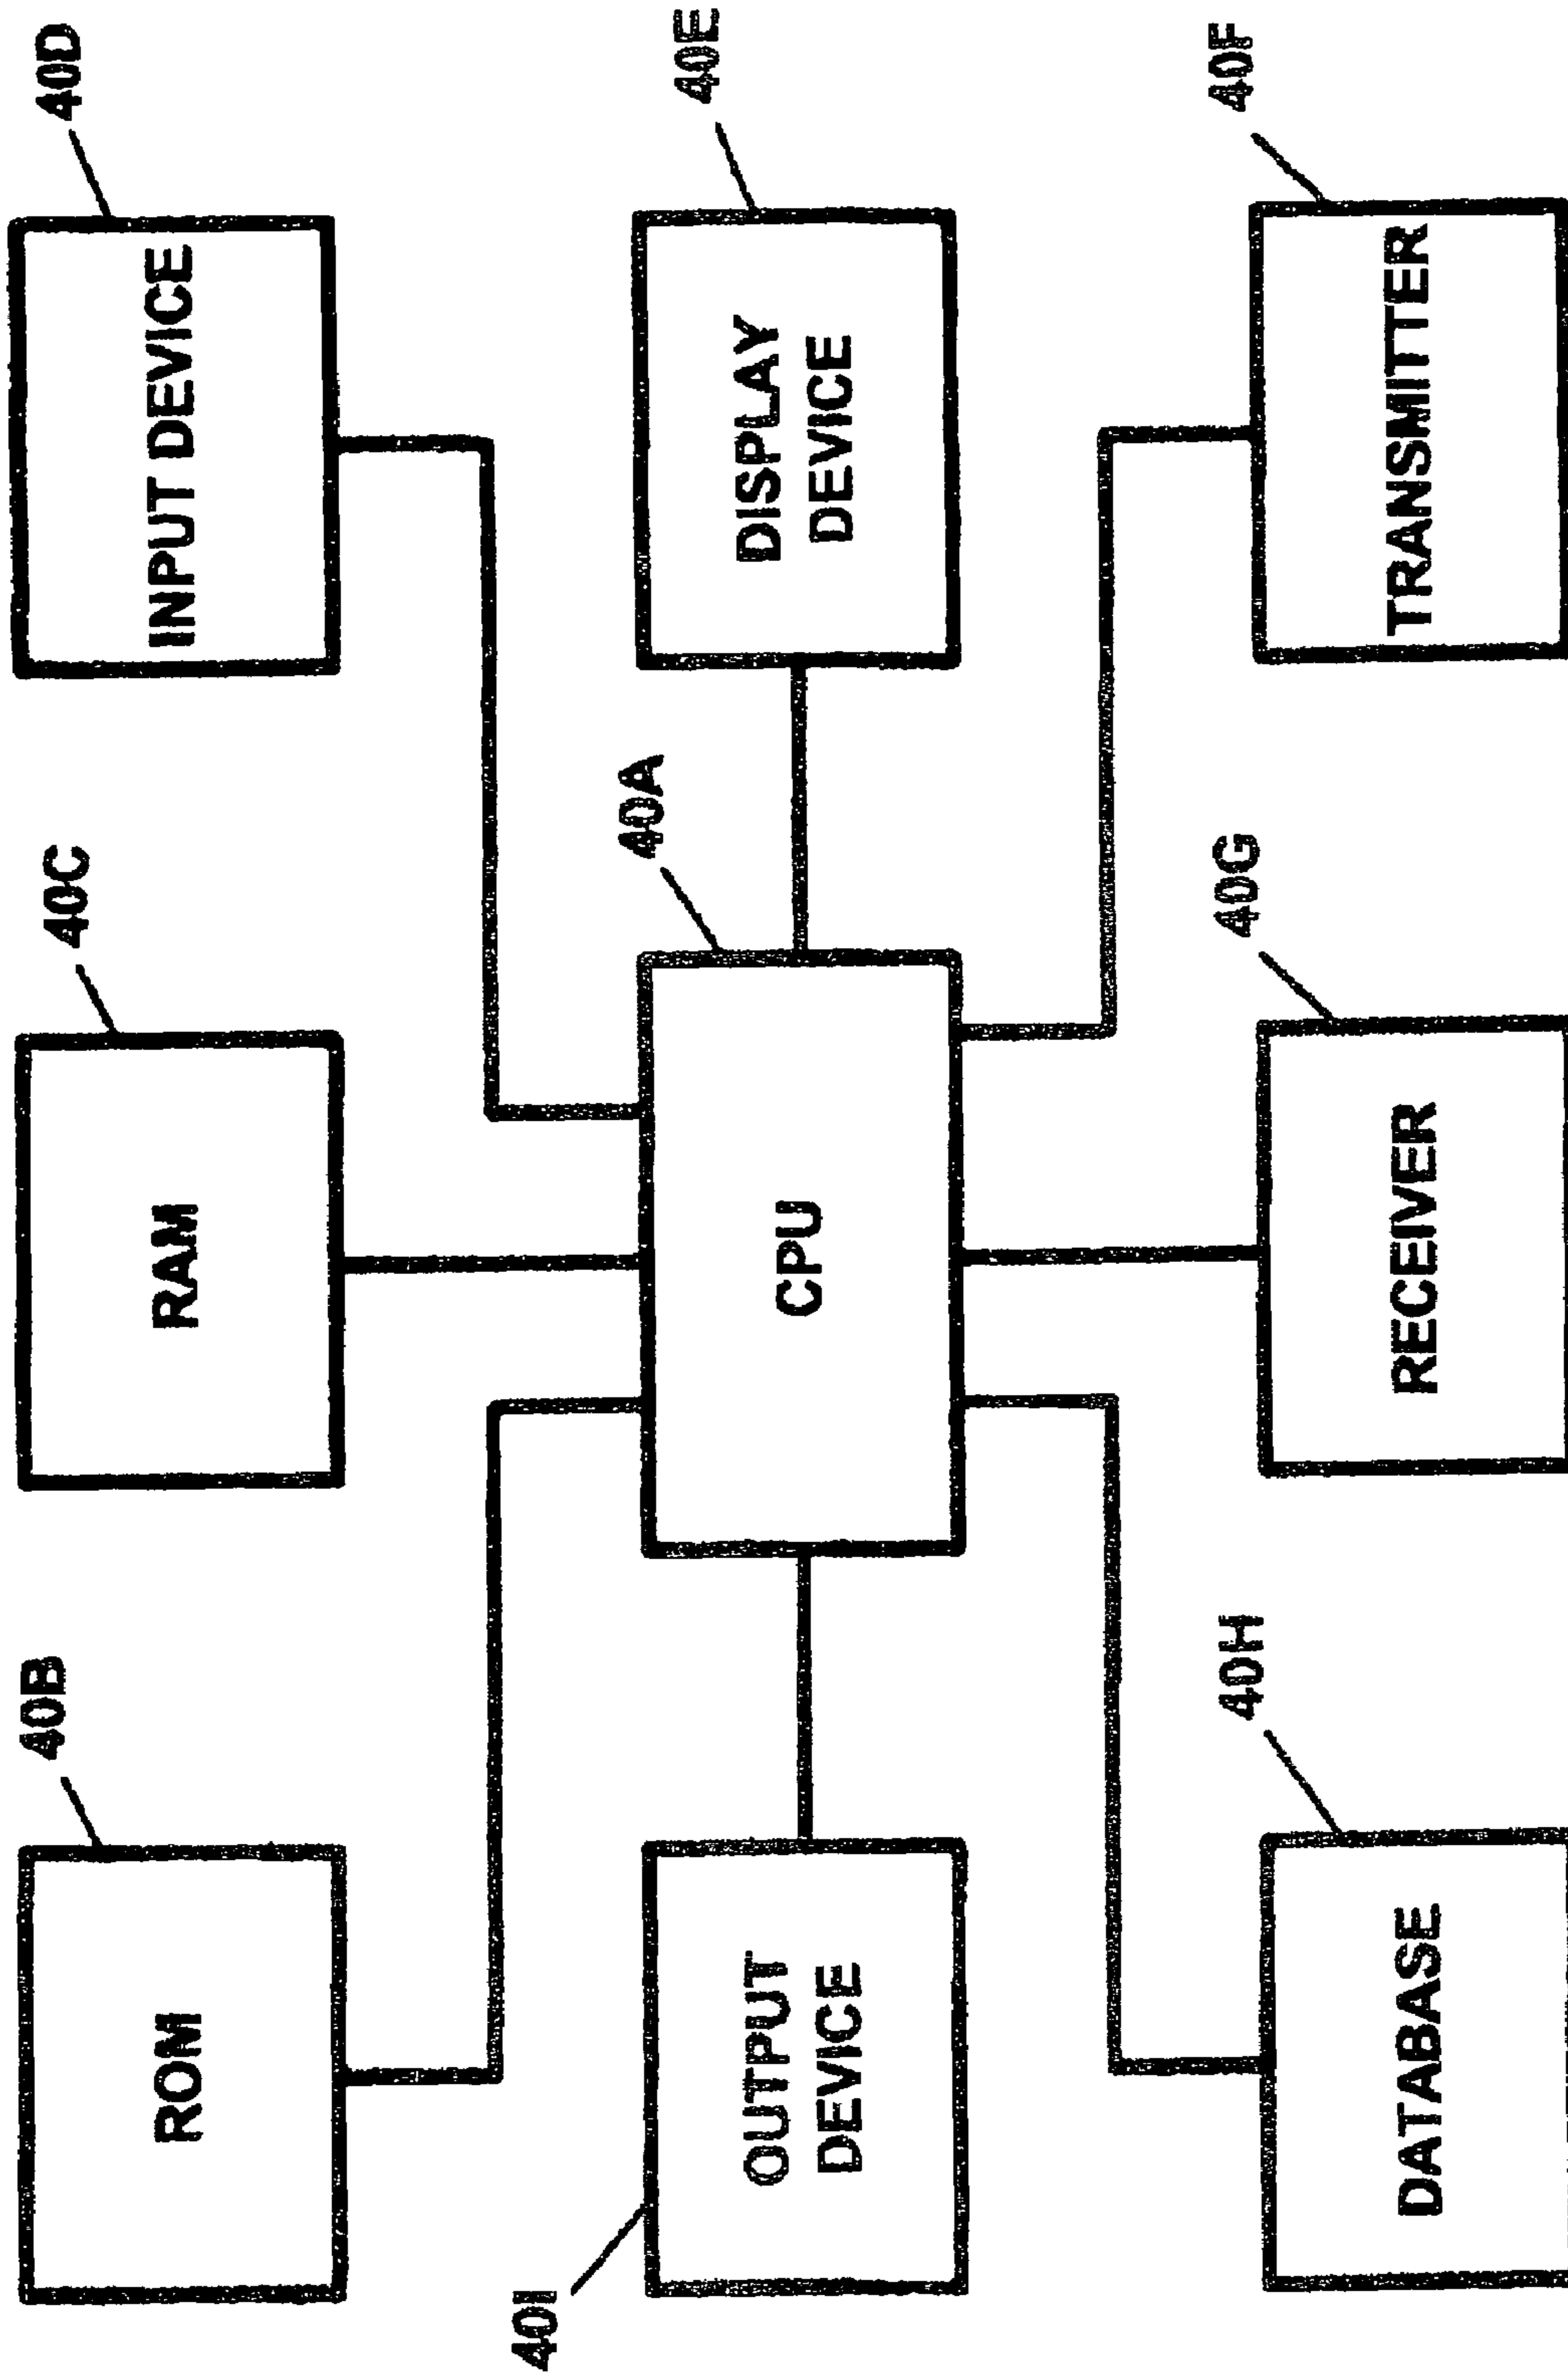 40B
40C
40D
ROM
RAM
INPUT DEVICE
40I
40A
40E
OUTPUT
DEVICE
CPU
DISPLAY
DEVICE
40H
40G
40F
DATABASE
RECEIVER
TRANSMITTER